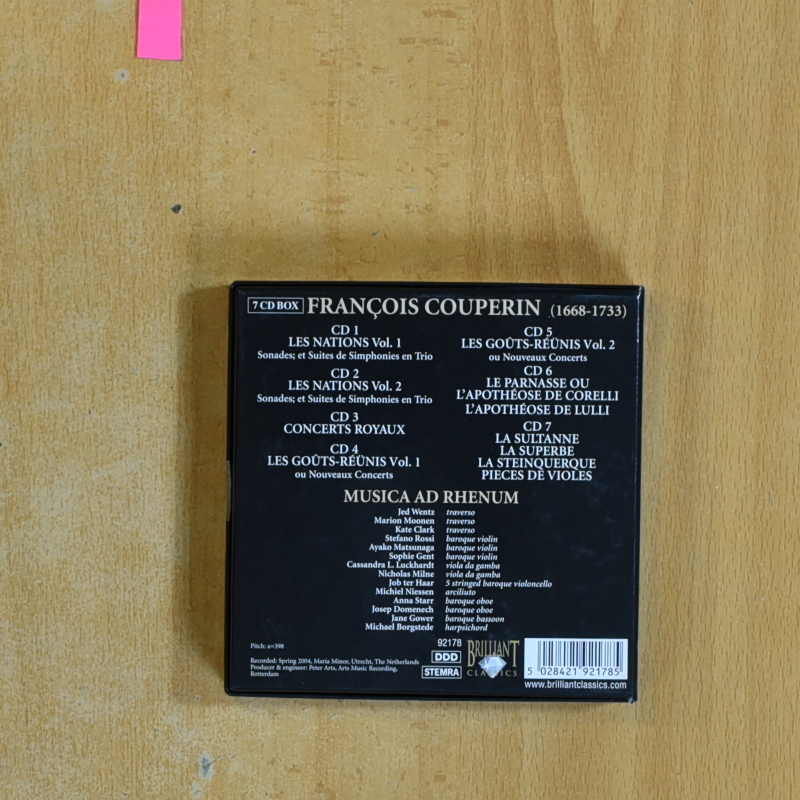 7 CD BOX FRANÇOIS COUPERIN (1668-1733)
CD 1
LES NATIONS Vol. 1
Sonades; et Suites de Simphonies en Trio
CD 2
LES NATIONS Vol. 2
Sonades; et Suites de Simphonies en Trio
CD 3
CONCERTS ROYAUX
CD 4
LES GOÛTS-RËÜNIS Vol. 1
ou Nouveaux Concerts
CD 5
LES GOÛTS-RËÜNIS Vol. 2
ou Nouveaux Concerts
CD 6
LE PARNASSE OU
L'APOTHÉOSE DE CORELLI
L'APOTHÉOSE DE LULLI
CD 7
LA SULTANNE
LA SUPERBE
LA STEINQUERQUE
PIECES DE VIOLES
MUSICA AD RHENUM
Jed Wentz traverso
Marion Moonen traverso
Kate Clark traverso
Stefano Rossi baroque violin
Ayako Matsunaga baroque violin
Sophie Gent baroque violin
Cassandra L. Luckhardt viola da gamba
Nicholas Milne viola da gamba
Job ter Haar 5 stringed baroque violoncello
Michiel Niessen arciliuto
Anna Starr baroque oboe
Josep Domenech baroque oboe
Jane Gower baroque bassoon
Michael Borgstede harpsichord
Pitch: a=398
Recorded: Spring 2004, Maria Minor, Utrecht, The Netherlands
Producer & engineer: Peter Arts, Arts Music Recording,
Rotterdam
92178
DDD
STEMRA
BRILLIANT
CLASSICS
5 028421 921785
www.brilliantclassics.com